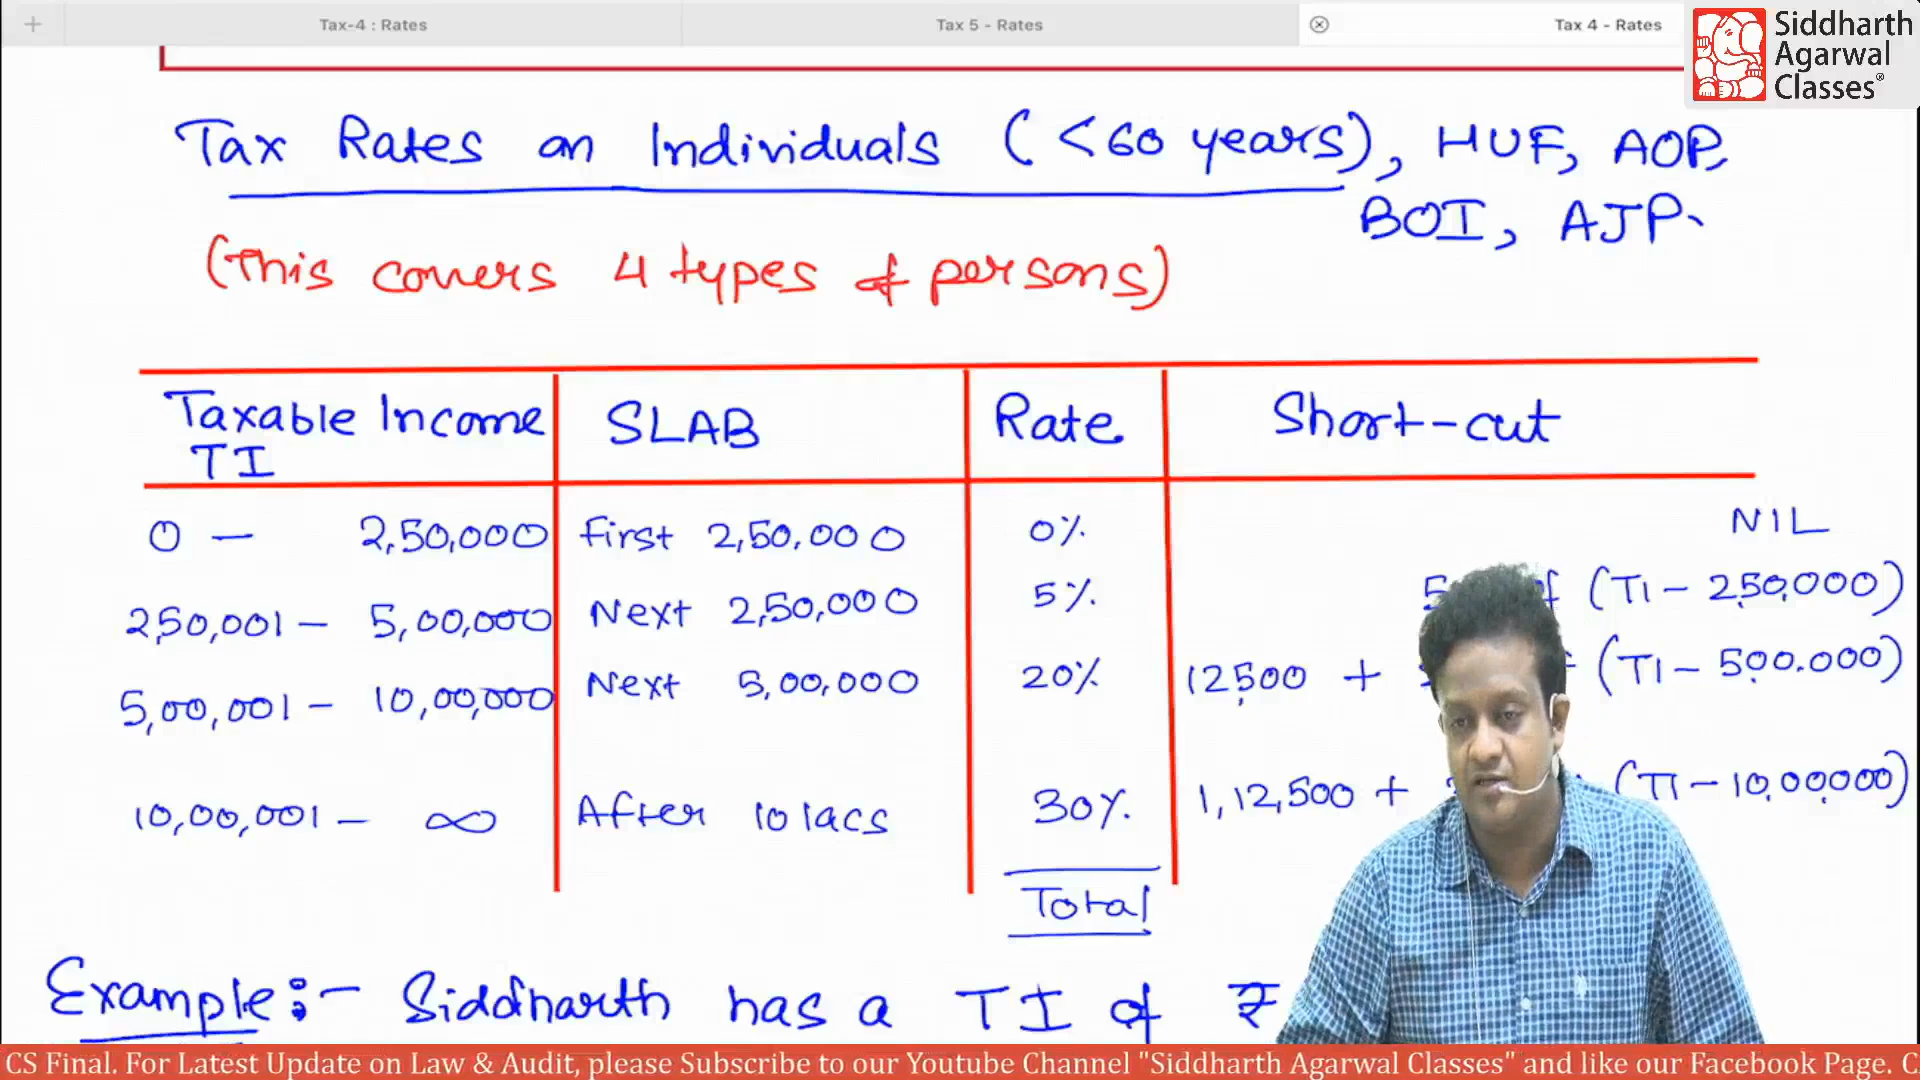 Tax-4 : Rates
Tax 5 - Rates
Tax 4 - Rates
Siddharth
Agarwal
Classes®
Tax Rates on Individuals (<60 years), HUF, AOP,
BOI, AJP
(This covers 4 types of persons)
Taxable Income TI | SLAB | Rate | Short-cut
0 - 2,50,000 | First 2,50,000 | 0% | NIL
2,50,001 - 5,00,000 | Next 2,50,000 | 5% | (TI - 2,50,000)
5,00,001 - 10,00,000 | Next 5,00,000 | 20% | 12,500 + (TI - 5,00,000)
10,00,001 - ∞ | After 10 lacs | 30% | 1,12,500 + (TI - 10,00,000)
Total
Example:- Siddharth has a TI of ₹
CS Final. For Latest Update on Law & Audit, please Subscribe to our Youtube Channel "Siddharth Agarwal Classes" and like our Facebook Page. C